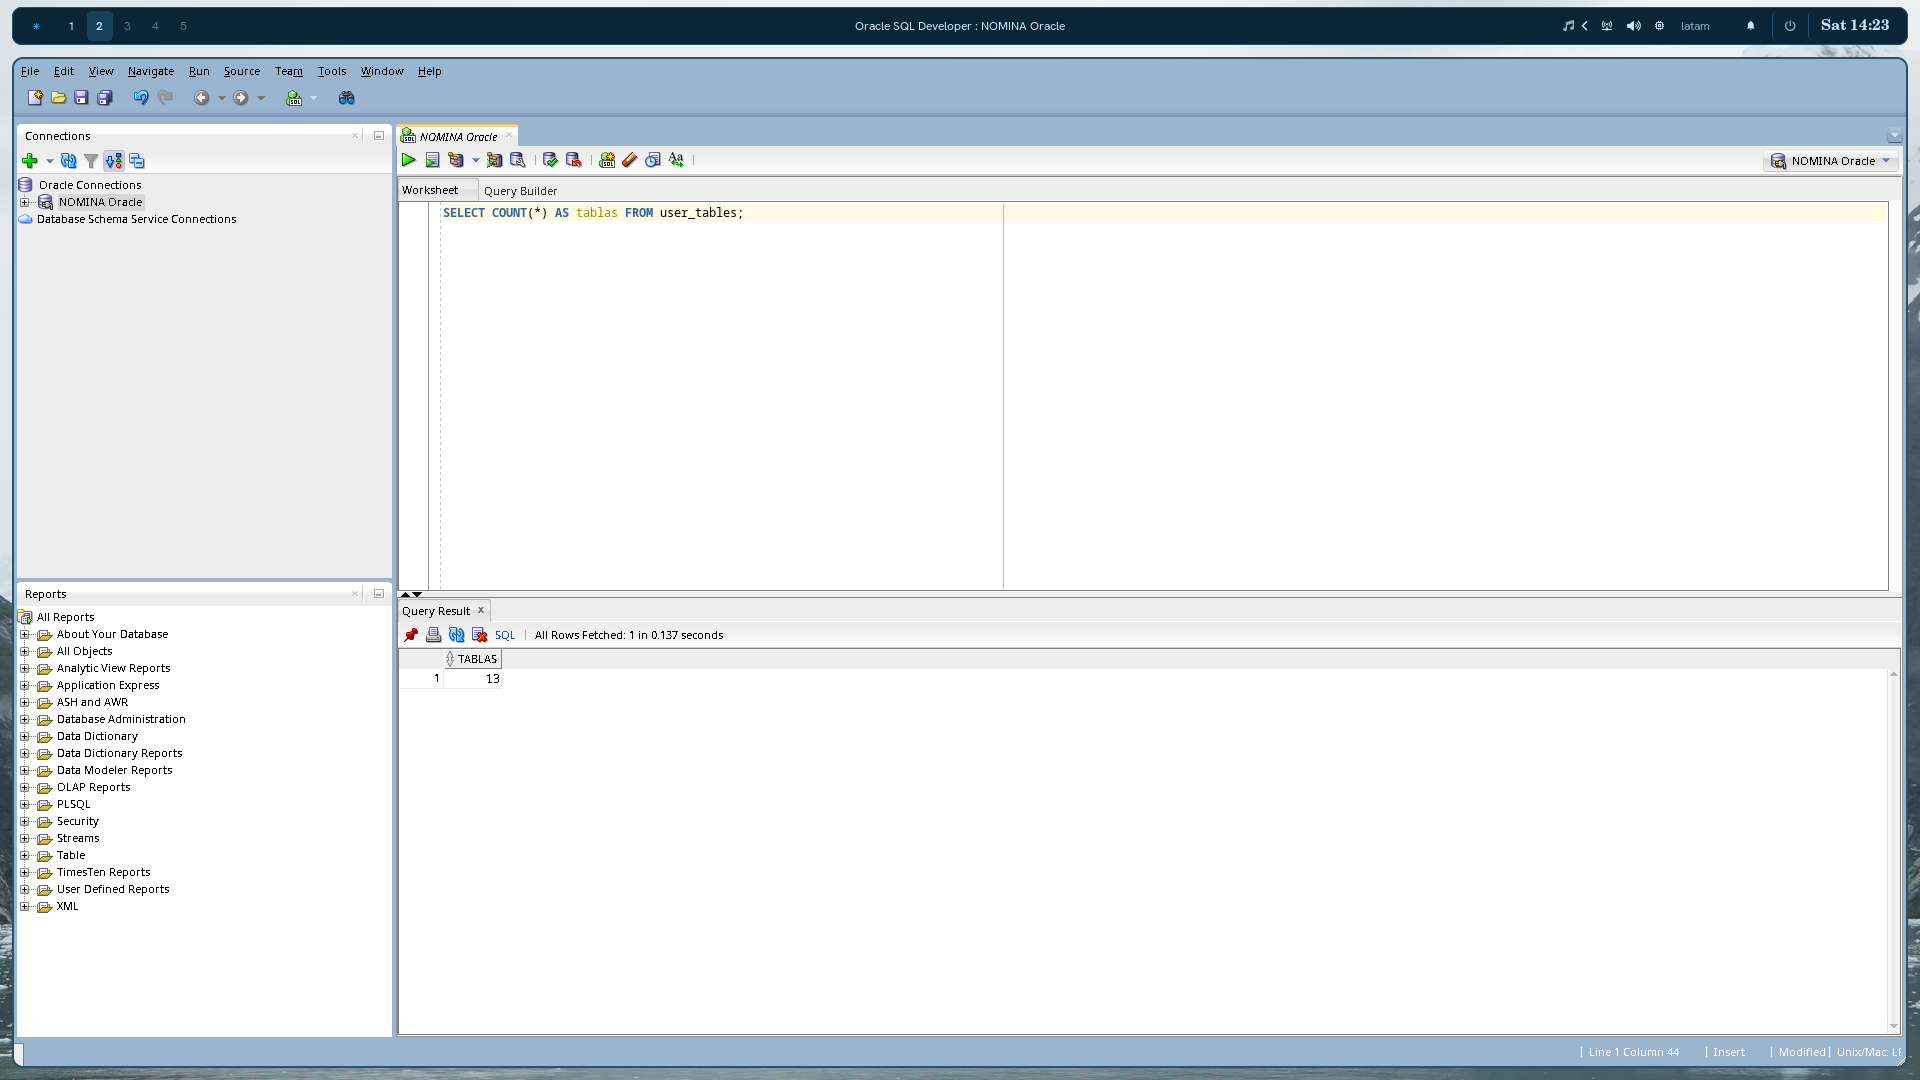 1 2 3 4 5
Oracle SQL Developer : NOMINA Oracle
latam
Sat 14:23
File Edit View Navigate Run Source Team Tools Window Help
Connections
Oracle Connections
NOMINA Oracle
Database Schema Service Connections
Reports
All Reports
About Your Database
All Objects
Analytic View Reports
Application Express
ASH and AWR
Database Administration
Data Dictionary
Data Dictionary Reports
Data Modeler Reports
OLAP Reports
PLSQL
Security
Streams
Table
TimesTen Reports
User Defined Reports
XML
NOMINA Oracle
NOMINA Oracle
Worksheet Query Builder
SELECT COUNT(*) AS tablas FROM user_tables;
Query Result
SQL | All Rows Fetched: 1 in 0.137 seconds
TABLAS
1 13
| Line 1 Column 44 | Insert | Modified | Unix/Mac: LF